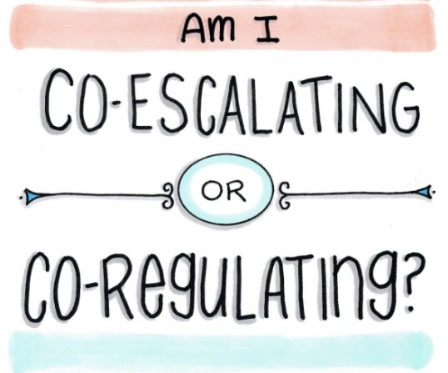 Am I
CO-ESCALATING
OR
CO-RegULATIng?